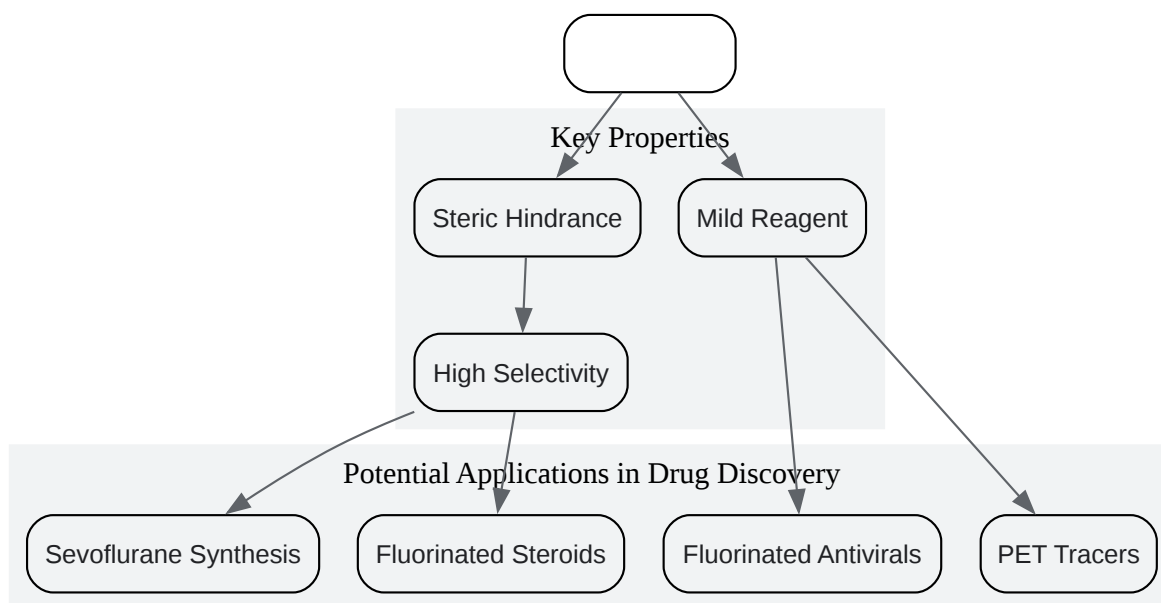 Key Properties
Steric Hindrance
Mild Reagent
High Selectivity
Potential Applications in Drug Discovery
Sevoflurane Synthesis
Fluorinated Steroids
Fluorinated Antivirals
PET Tracers